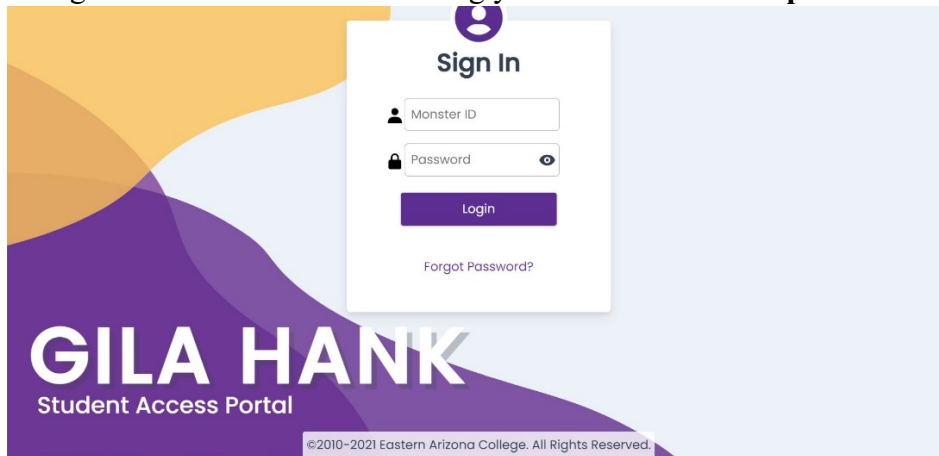 Sign In
Monster ID
Password
Login
Forgot Password?
GILA HANK
Student Access Portal
©2010-2021 Eastern Arizona College. All Rights Reserved.